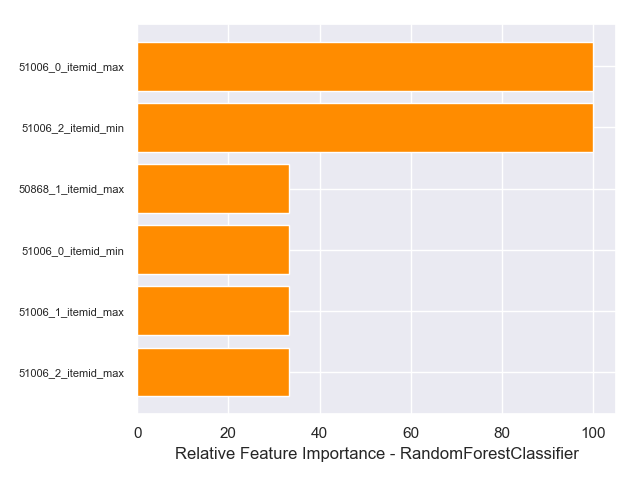 51006_0_itemid_max
51006_2_itemid_min
50868_1_itemid_max
51006_0_itemid_min
51006_1_itemid_max
51006_2_itemid_max
0 20 40 60 80 100
Relative Feature Importance - RandomForestClassifier